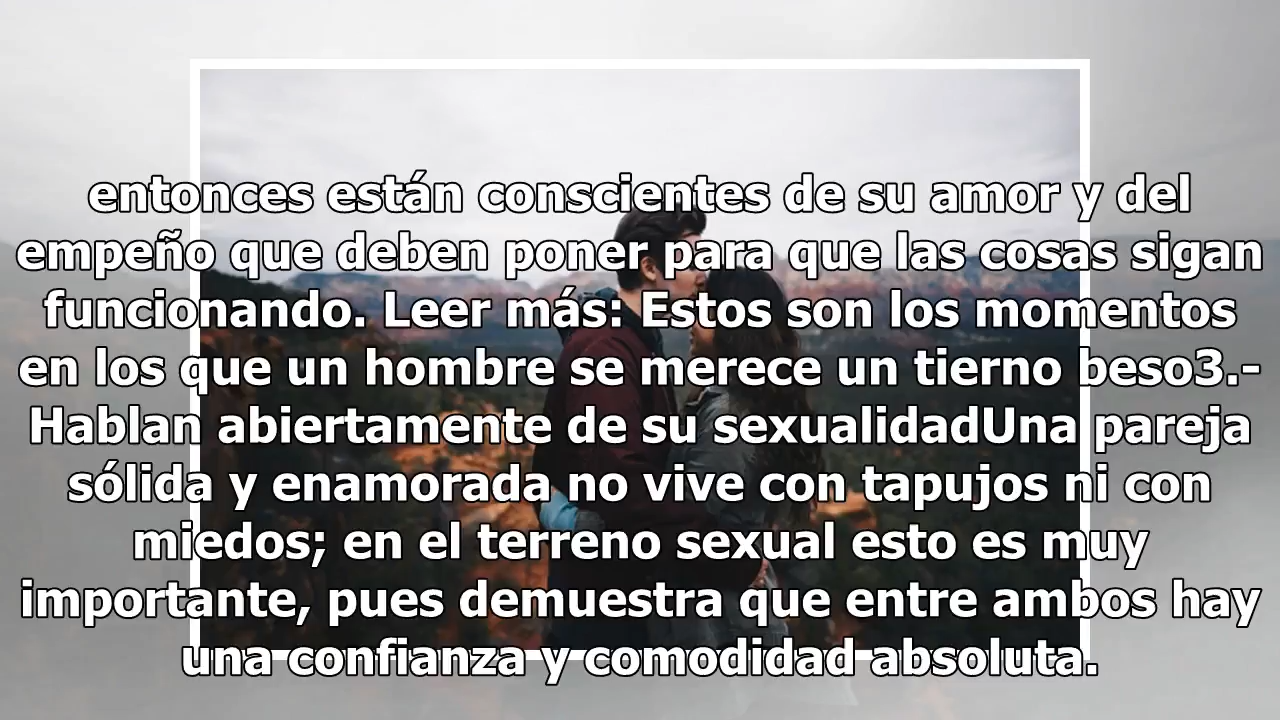 entonces están conscientes de su amor y del
empeño que deben poner para que las cosas sigan
funcionando. Leer más: Estos son los momentos
en los que un hombre se merece un tierno beso3.-
Hablan abiertamente de su sexualidadUna pareja
sólida y enamorada no vive con tapujos ni con
miedos; en el terreno sexual esto es muy
importante, pues demuestra que entre ambos hay
una confianza y comodidad absoluta.